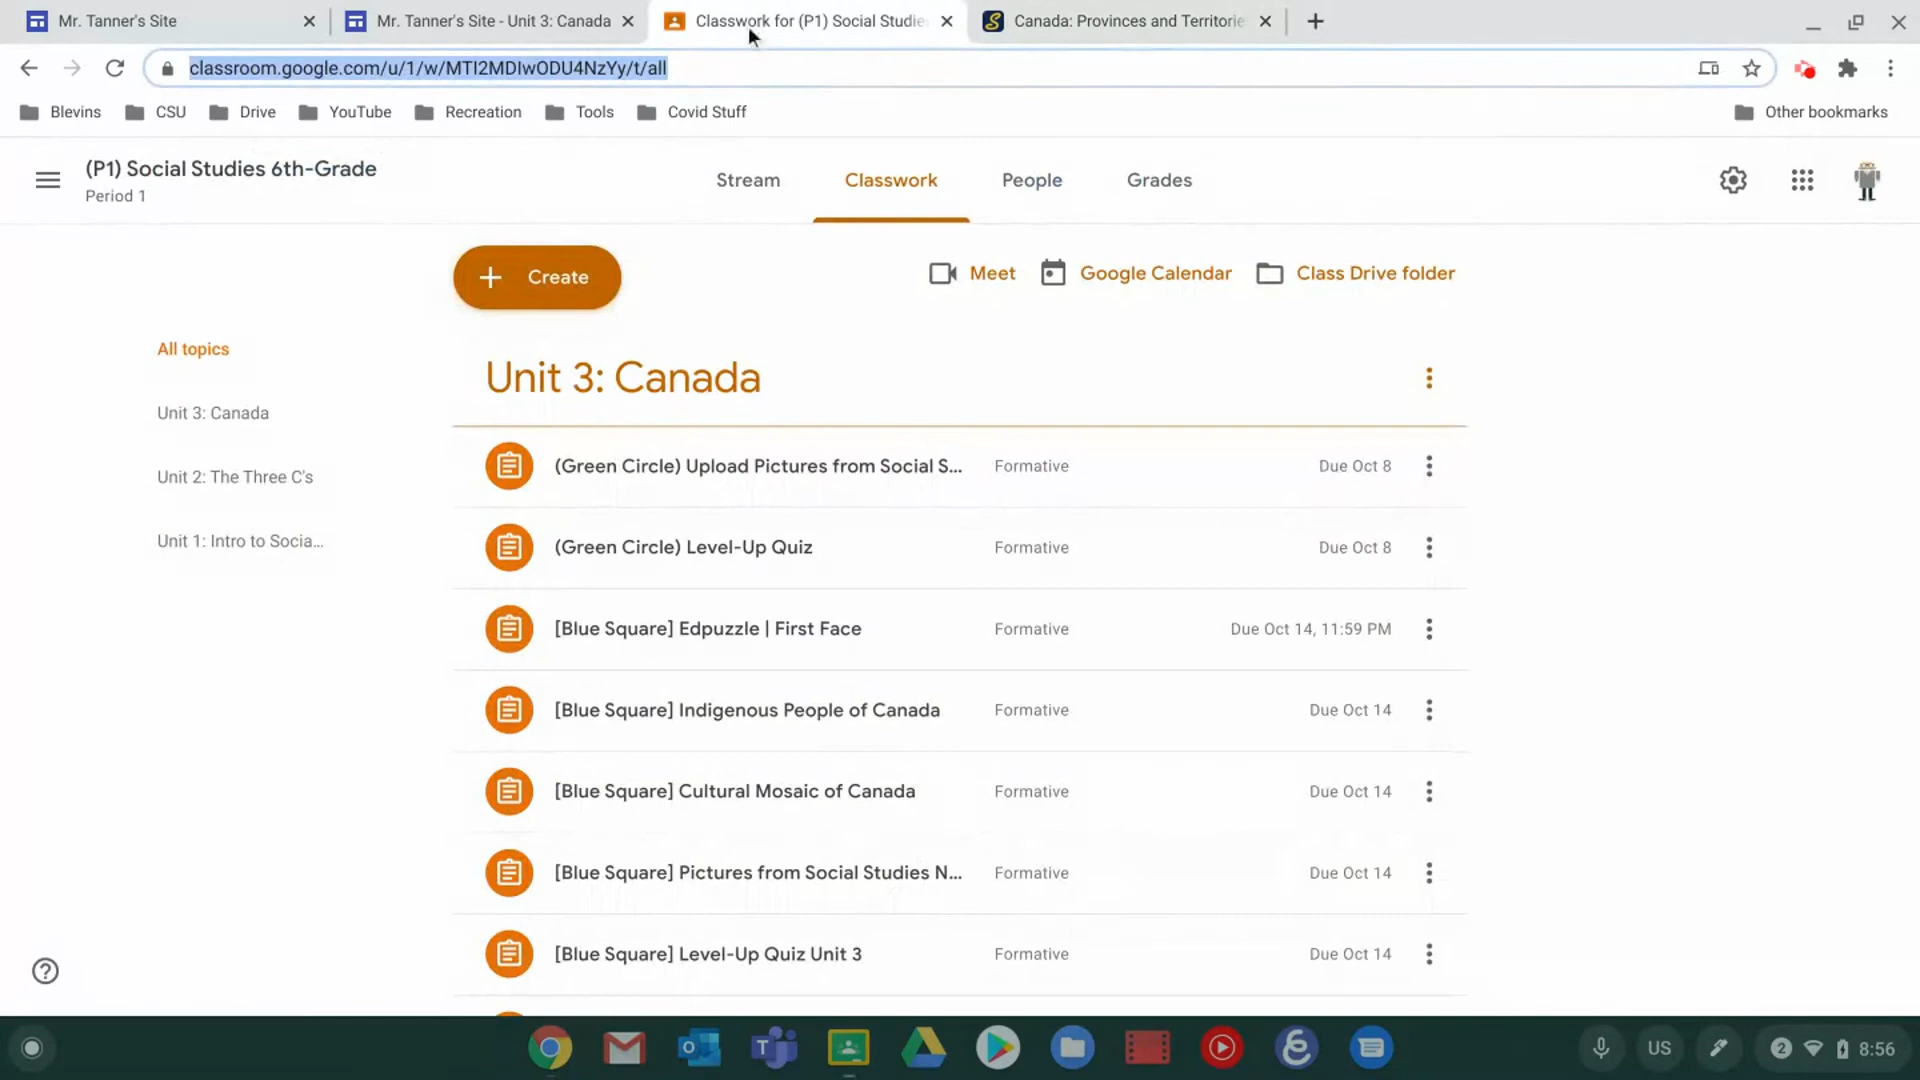 Mr. Tanner's Site
Mr. Tanner's Site - Unit 3: Canada
Classwork for (P1) Social Studie
Canada: Provinces and Territorie
classroom.google.com/u/1/w/MTI2MDIwODU4NzYy/t/all
Blevins
CSU
Drive
YouTube
Recreation
Tools
Covid Stuff
Other bookmarks
(P1) Social Studies 6th-Grade
Period 1
Stream
Classwork
People
Grades
Create
Meet
Google Calendar
Class Drive folder
All topics
Unit 3: Canada
Unit 2: The Three C's
Unit 1: Intro to Socia...
Unit 3: Canada
(Green Circle) Upload Pictures from Social S... Formative Due Oct 8
(Green Circle) Level-Up Quiz Formative Due Oct 8
[Blue Square] Edpuzzle | First Face Formative Due Oct 14, 11:59 PM
[Blue Square] Indigenous People of Canada Formative Due Oct 14
[Blue Square] Cultural Mosaic of Canada Formative Due Oct 14
[Blue Square] Pictures from Social Studies N... Formative Due Oct 14
[Blue Square] Level-Up Quiz Unit 3 Formative Due Oct 14
US
2
8:56